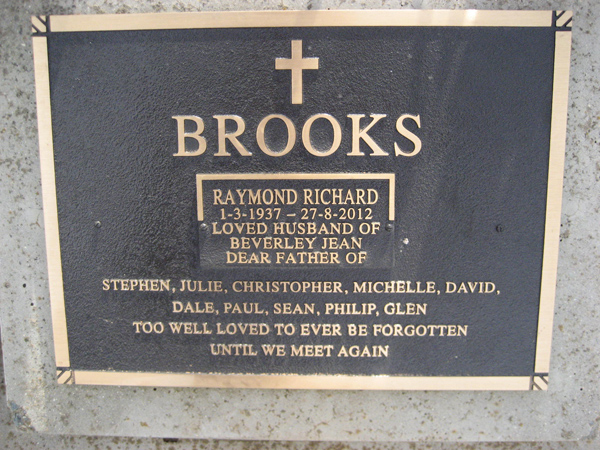 BROOKS
RAYMOND RICHARD
1-3-1937 – 27-8-2012
LOVED HUSBAND OF
BEVERLEY JEAN
DEAR FATHER OF
STEPHEN, JULIE, CHRISTOPHER, MICHELLE, DAVID,
DALE, PAUL, SEAN, PHILIP, GLEN
TOO WELL LOVED TO EVER BE FORGOTTEN
UNTIL WE MEET AGAIN